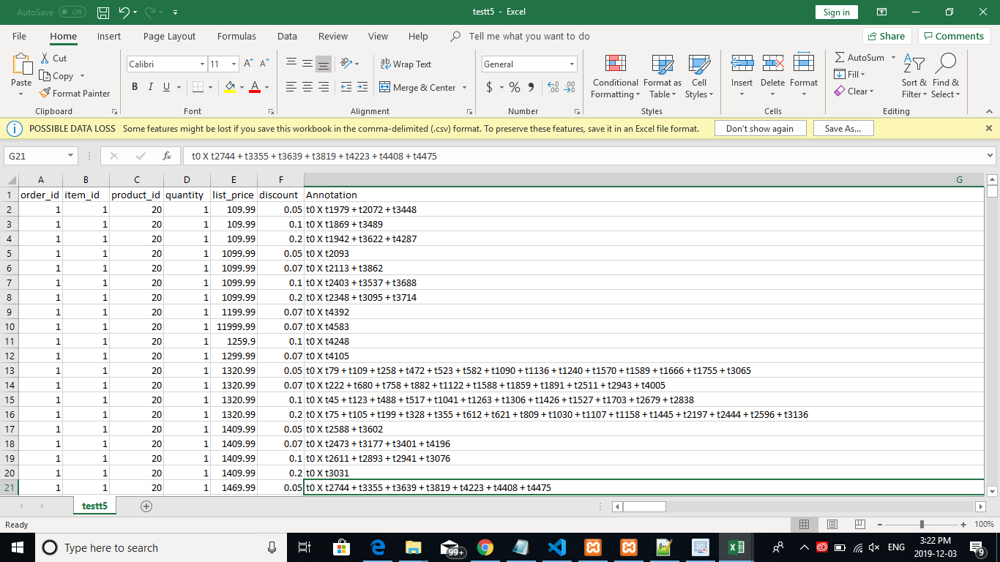 AutoSave Off testt5 - Excel Sign in
File Home Insert Page Layout Formulas Data Review View Help Tell me what you want to do Share Comments
Paste Cut Copy Format Painter Clipboard
Calibri 11 A A B I U A Font
ab Wrap Text Merge & Center Alignment
General $ % , Number
Conditional Formatting Format as Table Cell Styles Styles
Insert Delete Format Cells
AutoSum Fill Clear Sort & Filter Find & Select Editing
POSSIBLE DATA LOSS Some features might be lost if you save this workbook in the comma-delimited (.csv) format. To preserve these features, save it in an Excel file format. Don't show again Save As...
G21 fx t0 X t2744 + t3355 + t3639 + t3819 + t4223 + t4408 + t4475
A B C D E F G
1 order_id item_id product_id quantity list_price discount Annotation
2 1 1 20 1 109.99 0.05 t0 X t1979 + t2072 + t3448
3 1 1 20 1 109.99 0.1 t0 X t1869 + t3489
4 1 1 20 1 109.99 0.2 t0 X t1942 + t3622 + t4287
5 1 1 20 1 1099.99 0.05 t0 X t2093
6 1 1 20 1 1099.99 0.07 t0 X t2113 + t3862
7 1 1 20 1 1099.99 0.1 t0 X t2403 + t3537 + t3688
8 1 1 20 1 1099.99 0.2 t0 X t2348 + t3095 + t3714
9 1 1 20 1 1199.99 0.07 t0 X t4392
10 1 1 20 1 11999.99 0.07 t0 X t4583
11 1 1 20 1 1259.9 0.1 t0 X t4248
12 1 1 20 1 1299.99 0.07 t0 X t4105
13 1 1 20 1 1320.99 0.05 t0 X t79 + t109 + t258 + t472 + t523 + t582 + t1090 + t1136 + t1240 + t1570 + t1589 + t1666 + t1755 + t3065
14 1 1 20 1 1320.99 0.07 t0 X t222 + t680 + t758 + t882 + t1122 + t1588 + t1859 + t1891 + t2511 + t2943 + t4005
15 1 1 20 1 1320.99 0.1 t0 X t45 + t123 + t488 + t517 + t1041 + t1263 + t1306 + t1426 + t1527 + t1703 + t2679 + t2838
16 1 1 20 1 1320.99 0.2 t0 X t75 + t105 + t199 + t328 + t355 + t612 + t621 + t809 + t1030 + t1107 + t1158 + t1445 + t2197 + t2444 + t2596 + t3136
17 1 1 20 1 1409.99 0.05 t0 X t2588 + t3602
18 1 1 20 1 1409.99 0.07 t0 X t2473 + t3177 + t3401 + t4196
19 1 1 20 1 1409.99 0.1 t0 X t2611 + t2893 + t2941 + t3076
20 1 1 20 1 1409.99 0.2 t0 X t3031
21 1 1 20 1 1469.99 0.05 t0 X t2744 + t3355 + t3639 + t3819 + t4223 + t4408 + t4475
testt5
Ready 100%
Type here to search 99+ ENG 3:22 PM 2019-12-03 9